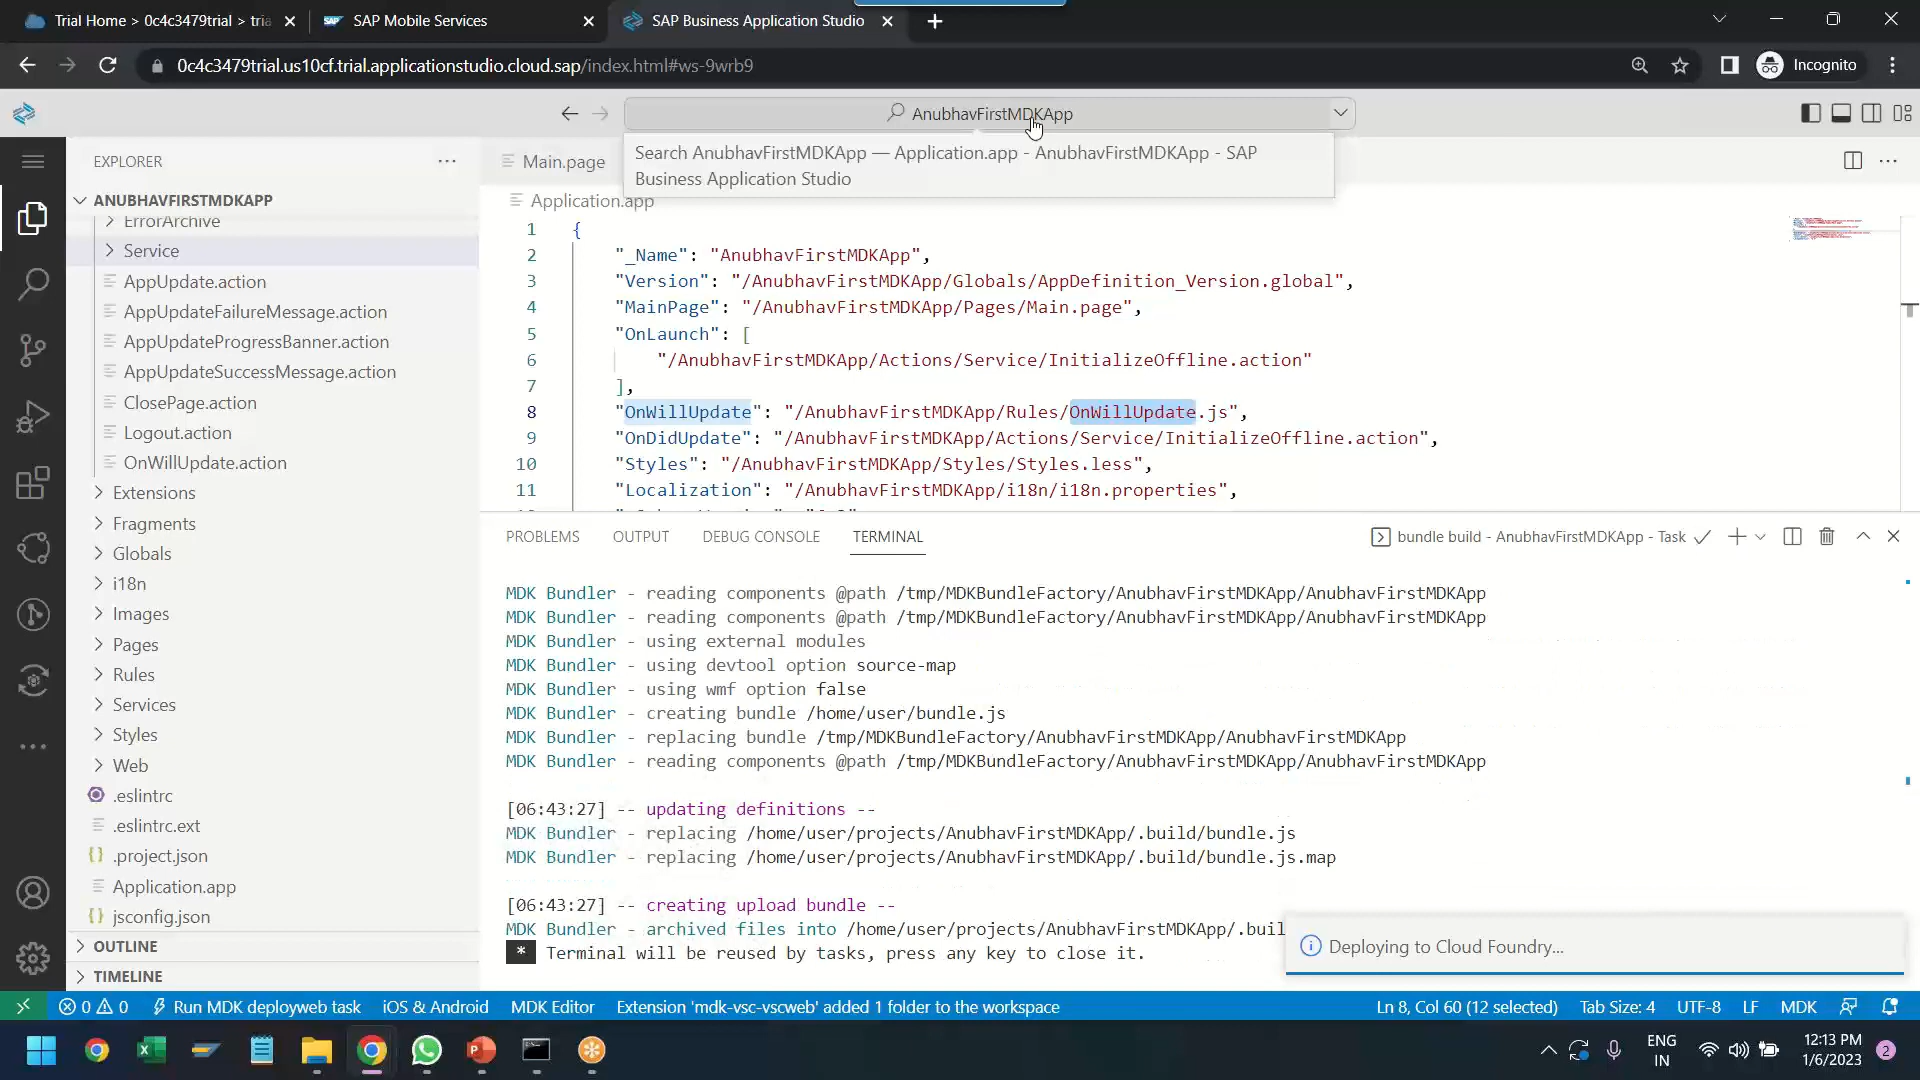 Trial Home > 0c4c3479trial > tria
SAP Mobile Services
SAP Business Application Studio
0c4c3479trial.us10cf.trial.applicationstudio.cloud.sap/index.html#ws-9wrb9
Incognito
AnubhavFirstMDKApp
Search AnubhavFirstMDKApp — Application.app - AnubhavFirstMDKApp - SAP
Business Application Studio
EXPLORER
ANUBHAVFIRSTMDKAPP
ErrorArchive
Service
AppUpdate.action
AppUpdateFailureMessage.action
AppUpdateProgressBanner.action
AppUpdateSuccessMessage.action
ClosePage.action
Logout.action
OnWillUpdate.action
Extensions
Fragments
Globals
i18n
Images
Pages
Rules
Services
Styles
Web
.eslintrc
.eslintrc.ext
.project.json
Application.app
jsconfig.json
OUTLINE
TIMELINE
Main.page
Application.app
1 {
2 "_Name": "AnubhavFirstMDKApp",
3 "Version": "/AnubhavFirstMDKApp/Globals/AppDefinition_Version.global",
4 "MainPage": "/AnubhavFirstMDKApp/Pages/Main.page",
5 "OnLaunch": [
6 "/AnubhavFirstMDKApp/Actions/Service/InitializeOffline.action"
7 ],
8 "OnWillUpdate": "/AnubhavFirstMDKApp/Rules/OnWillUpdate.js",
9 "OnDidUpdate": "/AnubhavFirstMDKApp/Actions/Service/InitializeOffline.action",
10 "Styles": "/AnubhavFirstMDKApp/Styles/Styles.less",
11 "Localization": "/AnubhavFirstMDKApp/i18n/i18n.properties",
PROBLEMS OUTPUT DEBUG CONSOLE TERMINAL
bundle build - AnubhavFirstMDKApp - Task
MDK Bundler - reading components @path /tmp/MDKBundleFactory/AnubhavFirstMDKApp/AnubhavFirstMDKApp
MDK Bundler - reading components @path /tmp/MDKBundleFactory/AnubhavFirstMDKApp/AnubhavFirstMDKApp
MDK Bundler - using external modules
MDK Bundler - using devtool option source-map
MDK Bundler - using wmf option false
MDK Bundler - creating bundle /home/user/bundle.js
MDK Bundler - replacing bundle /tmp/MDKBundleFactory/AnubhavFirstMDKApp/AnubhavFirstMDKApp
MDK Bundler - reading components @path /tmp/MDKBundleFactory/AnubhavFirstMDKApp/AnubhavFirstMDKApp
[06:43:27] -- updating definitions --
MDK Bundler - replacing /home/user/projects/AnubhavFirstMDKApp/.build/bundle.js
MDK Bundler - replacing /home/user/projects/AnubhavFirstMDKApp/.build/bundle.js.map
[06:43:27] -- creating upload bundle --
MDK Bundler - archived files into /home/user/projects/AnubhavFirstMDKApp/.buil
* Terminal will be reused by tasks, press any key to close it.
Deploying to Cloud Foundry...
0 0 Run MDK deployweb task iOS & Android MDK Editor Extension 'mdk-vsc-vscweb' added 1 folder to the workspace
Ln 8, Col 60 (12 selected) Tab Size: 4 UTF-8 LF MDK
ENG
IN
12:13 PM
1/6/2023
2